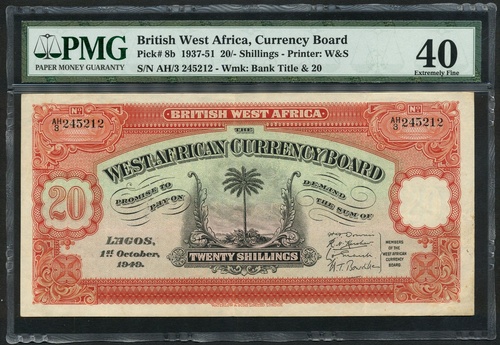 PMG
PAPER MONEY GUARANTY
British West Africa, Currency Board
Pick# 8b 1937-51 20/- Shillings - Printer: W&S
S/N AH/3 245212 - Wmk: Bank Title & 20
40
Extremely Fine
BRITISH WEST AFRICA
No
AH/3 245212
No
AH/3 245212
THE
WEST AFRICAN CURRENCY BOARD
PROMISE TO PAY ON
DEMAND THE SUM OF
20
LAGOS,
1st October,
1949.
TWENTY SHILLINGS
MEMBERS
OF THE
WEST AFRICAN
CURRENCY
BOARD